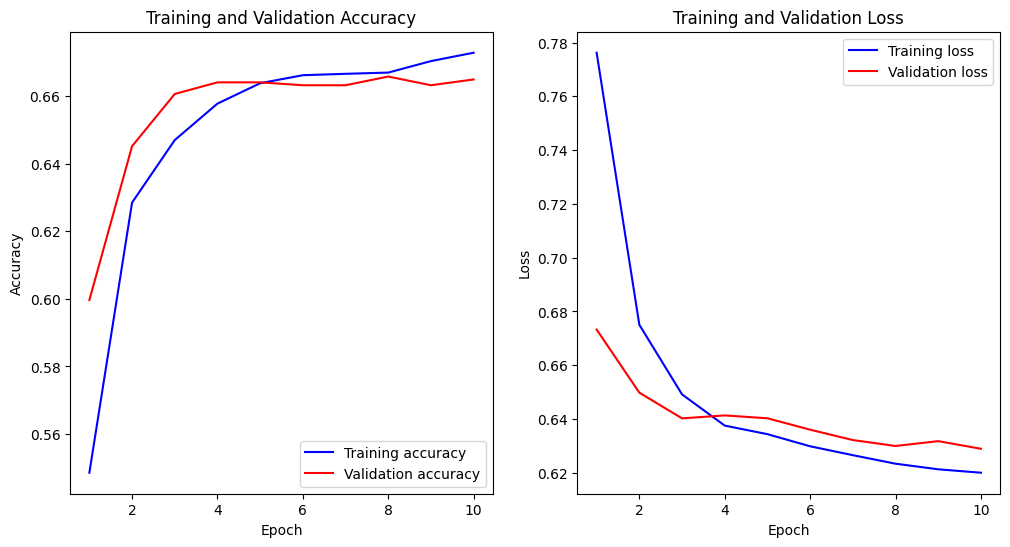 Training and Validation Accuracy
Accuracy
0.66
0.64
0.62
0.60
0.58
0.56
2
4
6
8
10
Epoch
Training accuracy
Validation accuracy
Training and Validation Loss
Loss
0.78
0.76
0.74
0.72
0.70
0.68
0.66
0.64
0.62
2
4
6
8
10
Epoch
Training loss
Validation loss